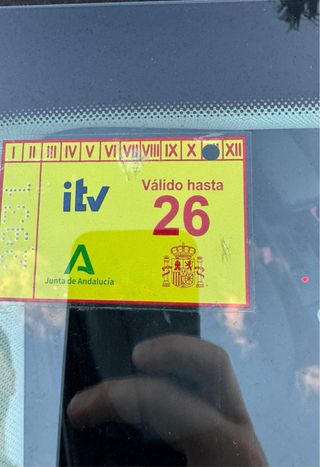 I II III IV V VI VII VIII IX X XII
itv
Válido hasta
26
Junta de Andalucía